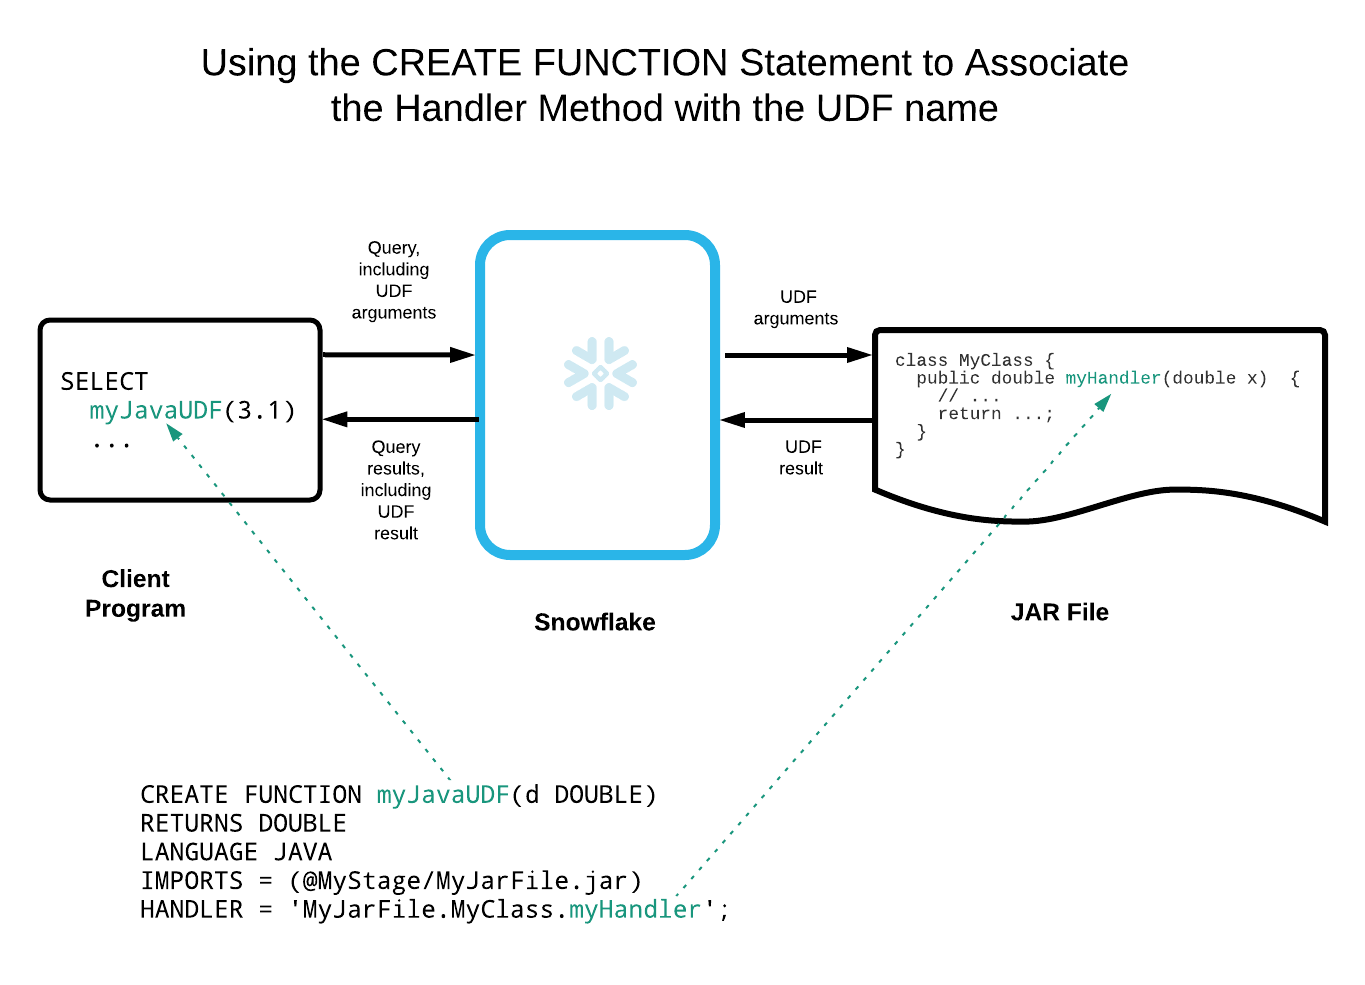 Using the CREATE FUNCTION Statement to Associate
the Handler Method with the UDF name
Query,
including
UDF
arguments
UDF
arguments
SELECT
myJavaUDF(3.1)
...
class MyClass {
public double myHandler(double x)  {
// ...
return ...;
}
}
Query
results,
including
UDF
result
UDF
result
Client
Program
Snowflake
JAR File
CREATE FUNCTION myJavaUDF(d DOUBLE)
RETURNS DOUBLE
LANGUAGE JAVA
IMPORTS = (@MyStage/MyJarFile.jar)
HANDLER = 'MyJarFile.MyClass.myHandler';